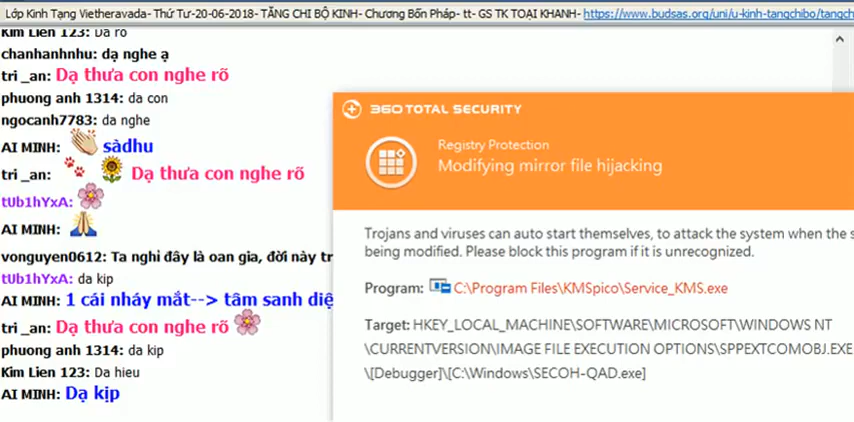 Lớp Kinh Tạng Vietheravada- Thứ Tư-20-06-2018- TĂNG CHI BỘ KINH- Chương Bốn Pháp- tt- GS TK TOẠI KHANH- https://www.budsas.org/uni/u-kinh-tangchibo/tangch
Kim Lien 123: Da ro
chanhanhnhu: dạ nghe ạ
tri _an: Dạ thưa con nghe rõ
phuong anh 1314: da con
ngocanh7783: da nghe
AI MINH: sàdhu
tri _an: Dạ thưa con nghe rõ
tUb1hYxA:
AI MINH:
vonguyen0612: Ta nghi đây là oan gia, đời này tr
tUb1hYxA: da kip
AI MINH: 1 cái nháy mắt--> tâm sanh diệ
tri _an: Dạ thưa con nghe rõ
phuong anh 1314: da kip
Kim Lien 123: Da hieu
AI MINH: Dạ kịp
360 TOTAL SECURITY
Registry Protection
Modifying mirror file hijacking
Trojans and viruses can auto start themselves, to attack the system when the s
being modified. Please block this program if it is unrecognized.
Program: C:\Program Files\KMSpico\Service_KMS.exe
Target: HKEY_LOCAL_MACHINE\SOFTWARE\MICROSOFT\WINDOWS NT
\CURRENTVERSION\IMAGE FILE EXECUTION OPTIONS\SPPEXTCOMOBJ.EXE
\[Debugger]\[C:\Windows\SECOH-QAD.exe]